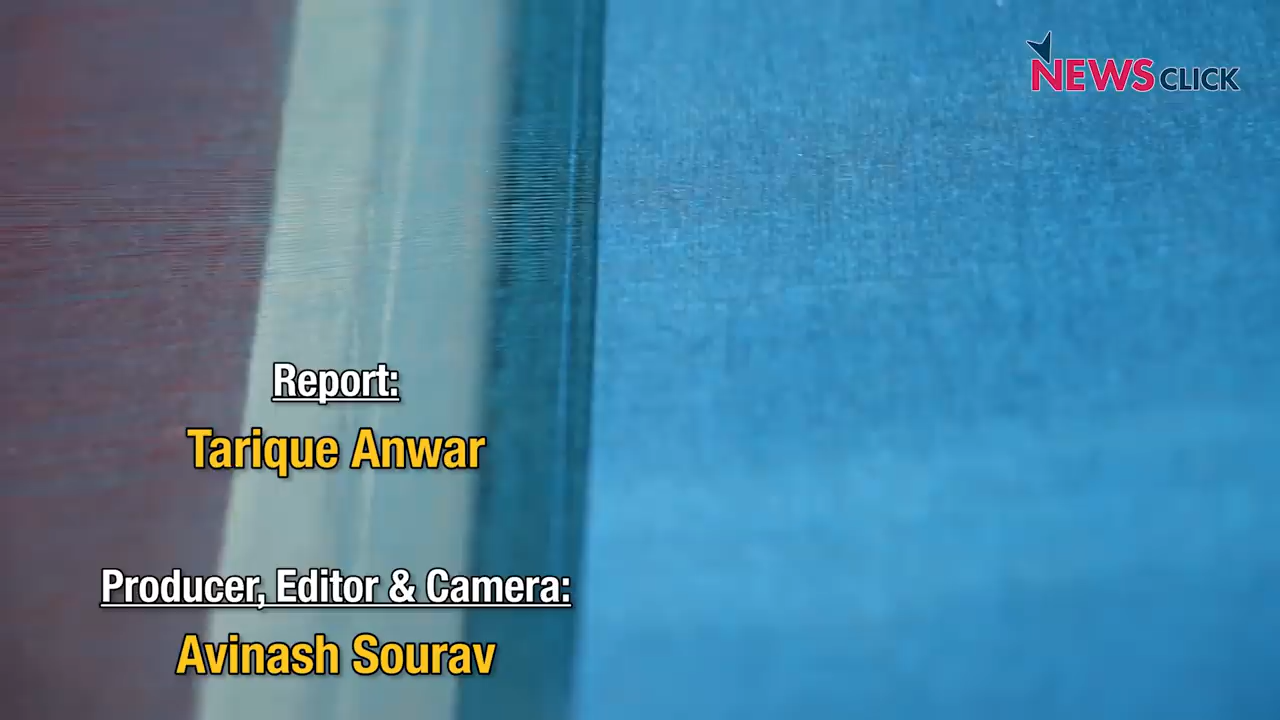 NEWSCLICK
Report:
Tarique Anwar
Producer, Editor & Camera:
Avinash Sourav